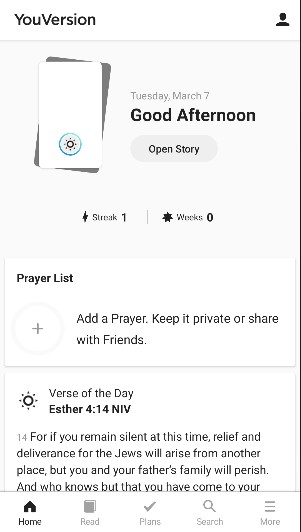 YouVersion
Tuesday, March 7
Good Afternoon
Open Story
Streak 1
Weeks 0
Prayer List
Add a Prayer. Keep it private or share
with Friends.
Verse of the Day
Esther 4:14 NIV
14 For if you remain silent at this time, relief and
deliverance for the Jews will arise from another
place, but you and your father's family will perish.
And who knows but that you have come to your
Home
Read
Plans
Search
More